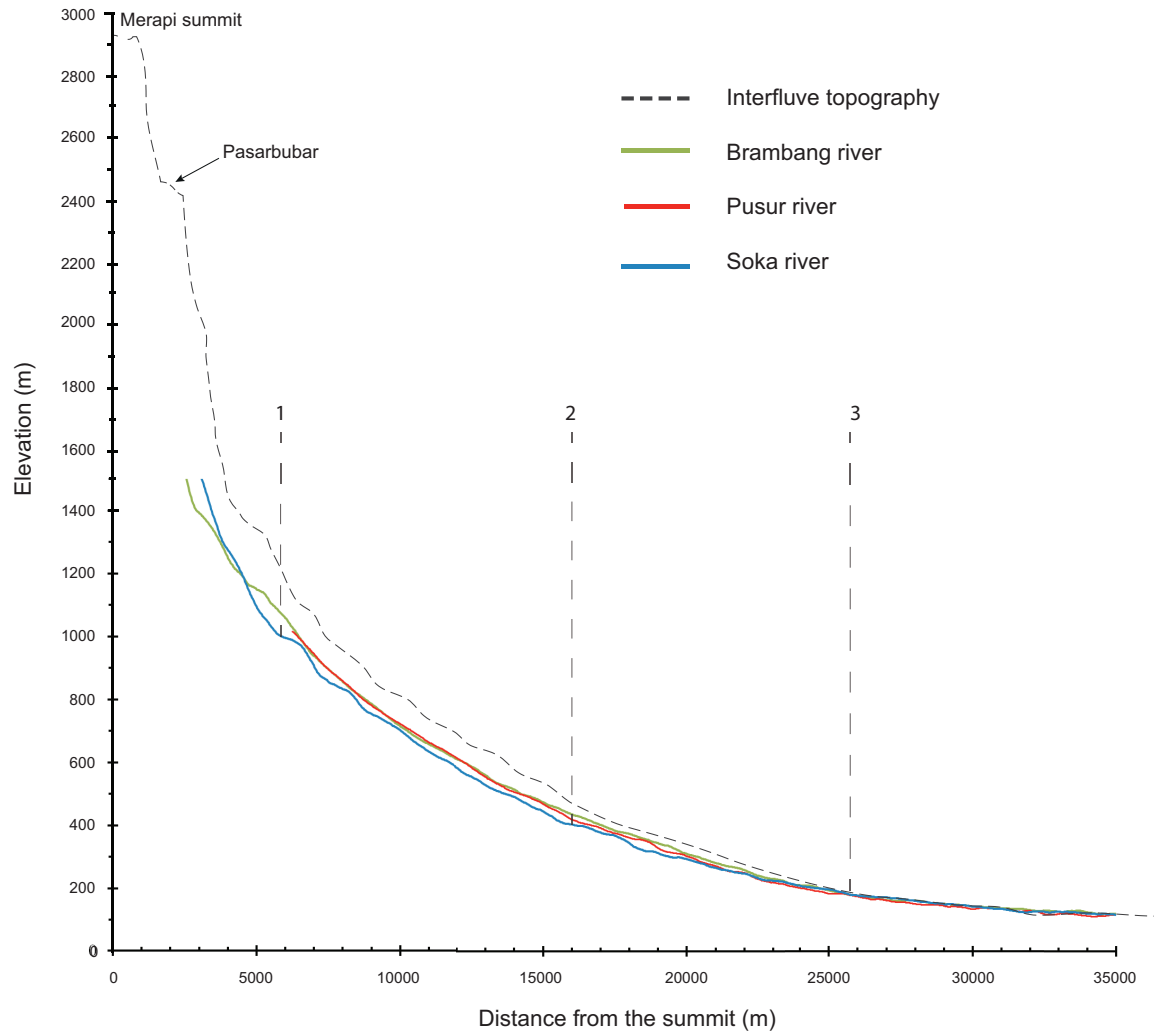 3000
Merapi summit
2800
2600
Pasarbubar
2400
2200
2000
1800
1600
1400
1200
1000
800
600
400
200
0
Elevation (m)
Interfluve topography
Brambang river
Pusur river
Soka river
1
2
3
0 5000 10000 15000 20000 25000 30000 35000
Distance from the summit (m)